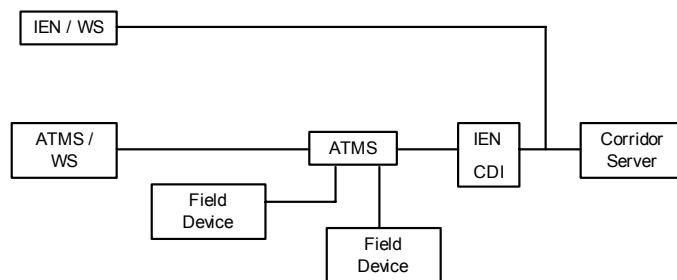 IEN / WS
ATMS /
WS
ATMS
IEN
CDI
Corridor
Server
Field
Device
Field
Device